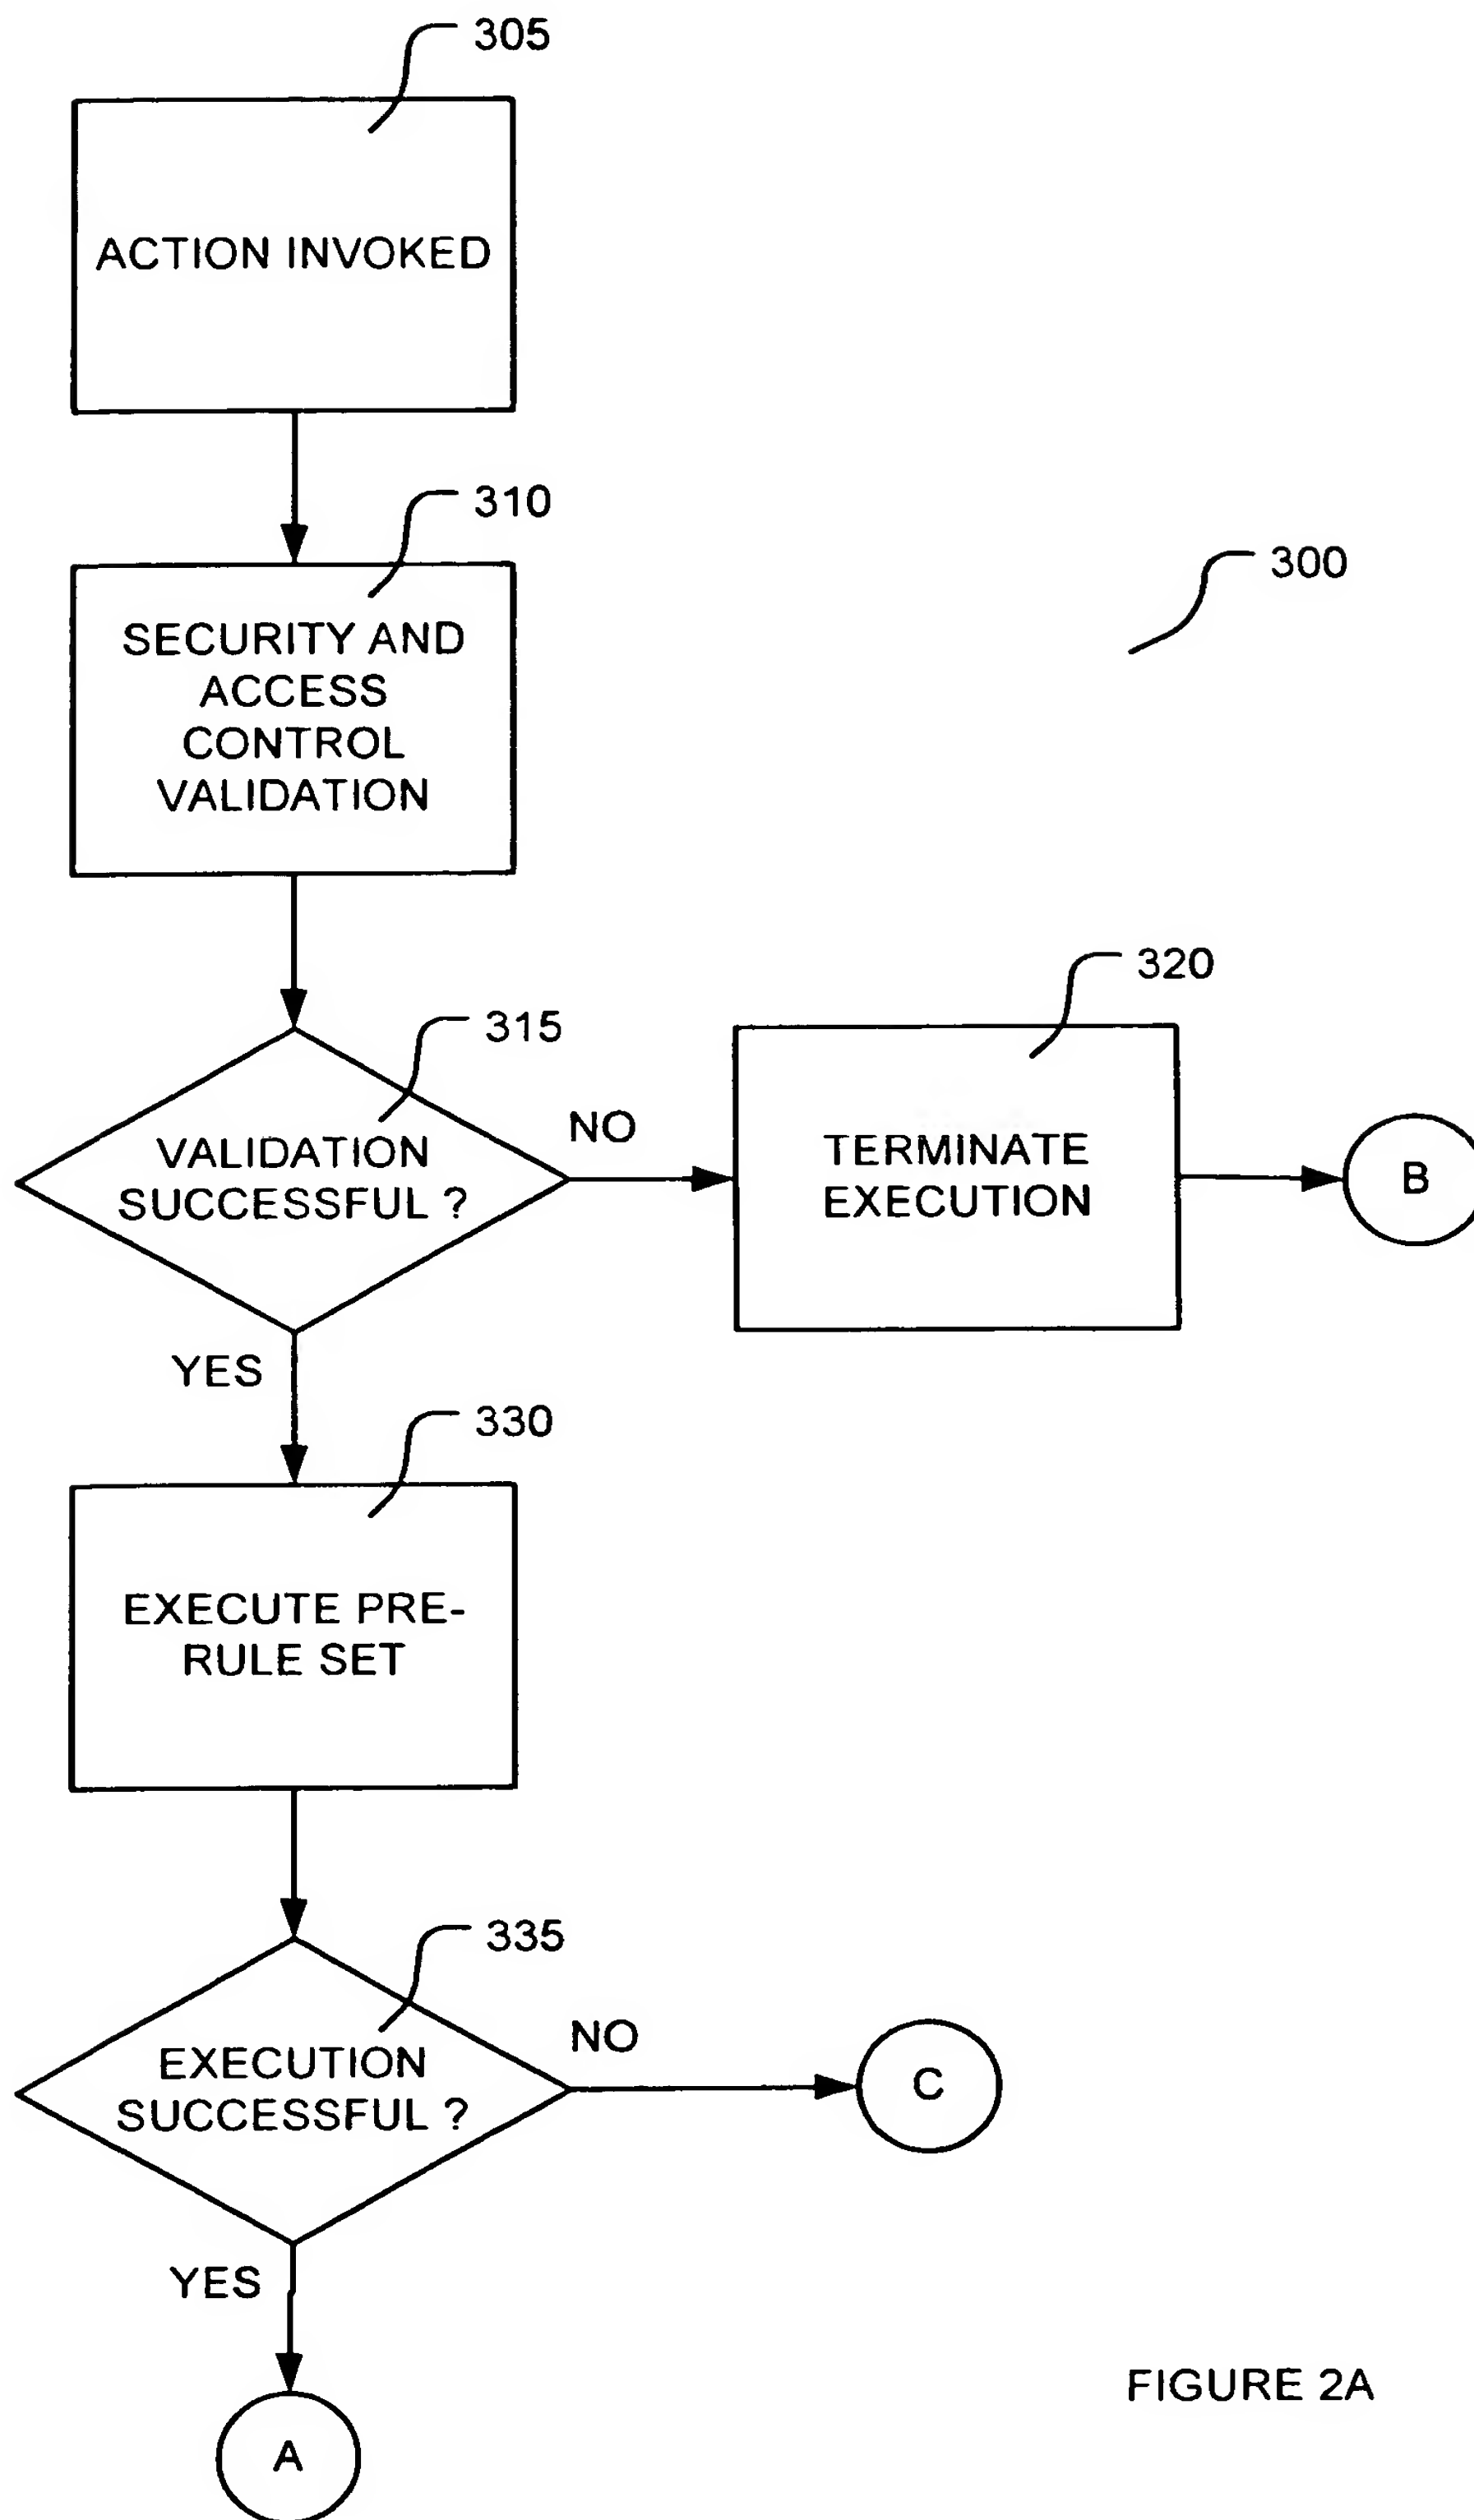 305
ACTION INVOKED
310
300
SECURITY AND
ACCESS
CONTROL
VALIDATION
320
315
NO
VALIDATION
SUCCESSFUL ?
TERMINATE
EXECUTION
B
YES
330
EXECUTE PRE-
RULE SET
335
NO
EXECUTION
SUCCESSFUL ?
C
YES
FIGURE 2A
A